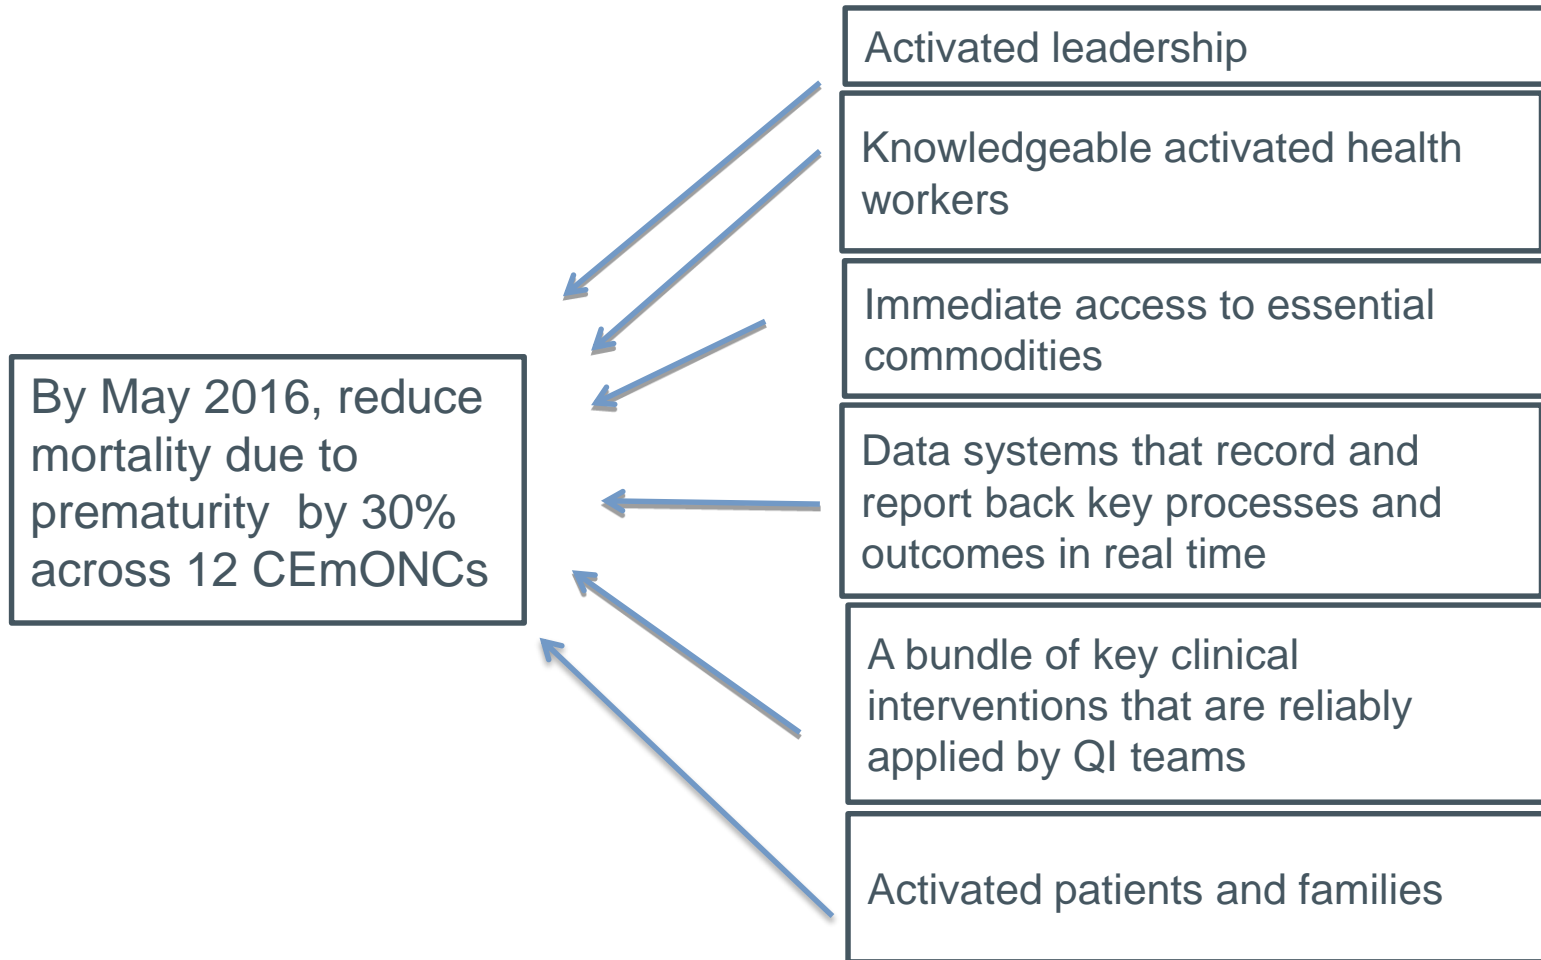 Activated leadership
Knowledgeable activated health
workers
Immediate access to essential
commodities
By May 2016, reduce
mortality due to
prematurity  by 30%
across 12 CEmONCs
Data systems that record and
report back key processes and
outcomes in real time
A bundle of key clinical
interventions that are reliably
applied by QI teams
Activated patients and families